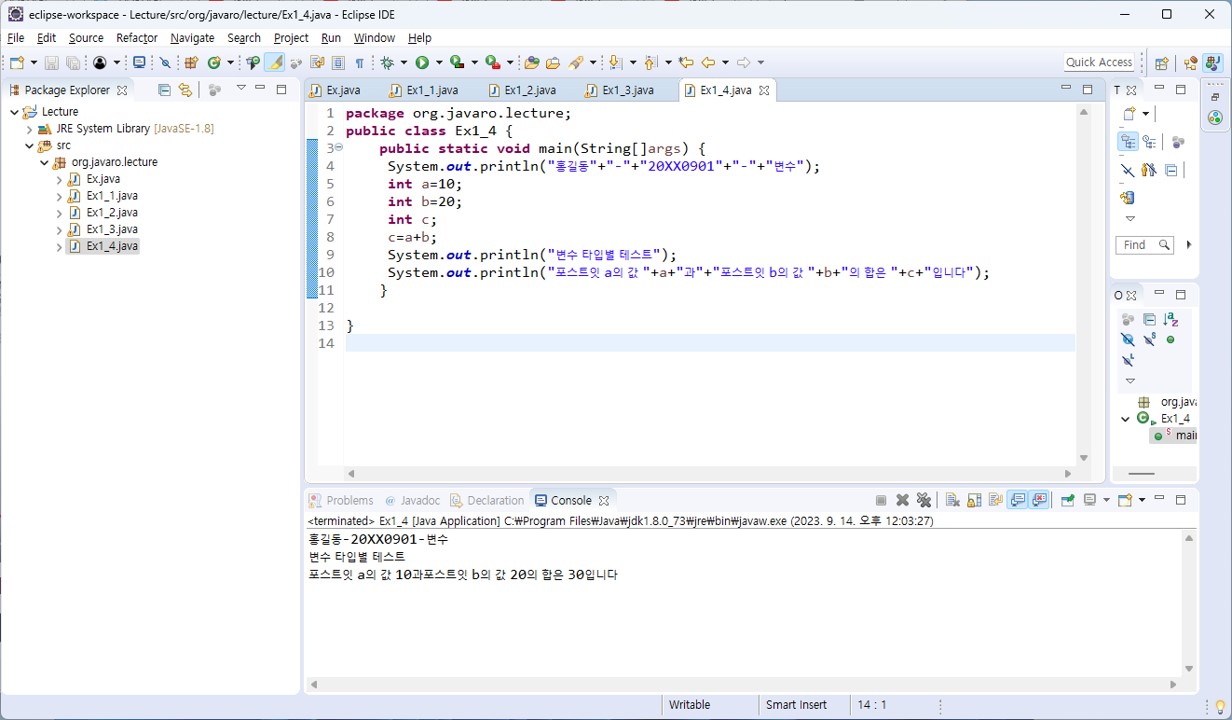 eclipse-workspace - Lecture/src/org/javaro/lecture/Ex1_4.java - Eclipse IDE
File Edit Source Refactor Navigate Search Project Run Window Help
Quick Access
Package Explorer
Lecture
JRE System Library [JavaSE-1.8]
src
org.javaro.lecture
Ex.java
Ex1_1.java
Ex1_2.java
Ex1_3.java
Ex1_4.java
Ex.java Ex1_1.java Ex1_2.java Ex1_3.java Ex1_4.java
1 package org.javaro.lecture;
2 public class Ex1_4 {
3 public static void main(String[]args) {
4 System.out.println("홍길동"+"-"+"20XX0901"+"-"+"변수");
5 int a=10;
6 int b=20;
7 int c;
8 c=a+b;
9 System.out.println("변수 타입별 테스트");
10 System.out.println("포스트잇 a의 값 "+a+"과"+"포스트잇 b의 값 "+b+"의 합은 "+c+"입니다");
11 }
12
13 }
14
T
Find
O
org.java
Ex1_4
main
Problems Javadoc Declaration Console
<terminated> Ex1_4 [Java Application] C:₩Program Files₩Java₩jdk1.8.0_73₩jre₩bin₩javaw.exe (2023. 9. 14. 오후 12:03:27)
홍길동-20XX0901-변수
변수 타입별 테스트
포스트잇 a의 값 10과포스트잇 b의 값 20의 합은 30입니다
Writable Smart Insert 14 : 1